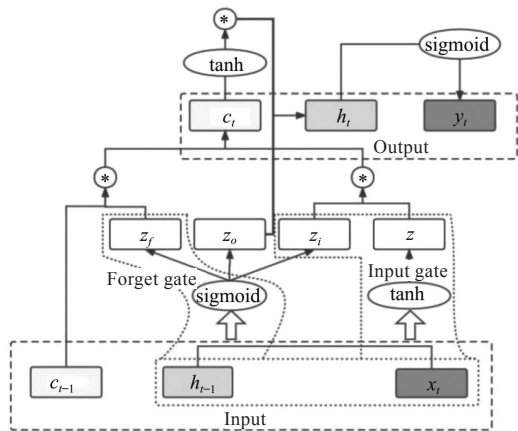 *
sigmoid
tanh
c_t
h_t
y_t
Output
*
*
z_f
z_o
z_i
z
Forget gate
Input gate
sigmoid
tanh
c_{t-1}
h_{t-1}
x_t
Input